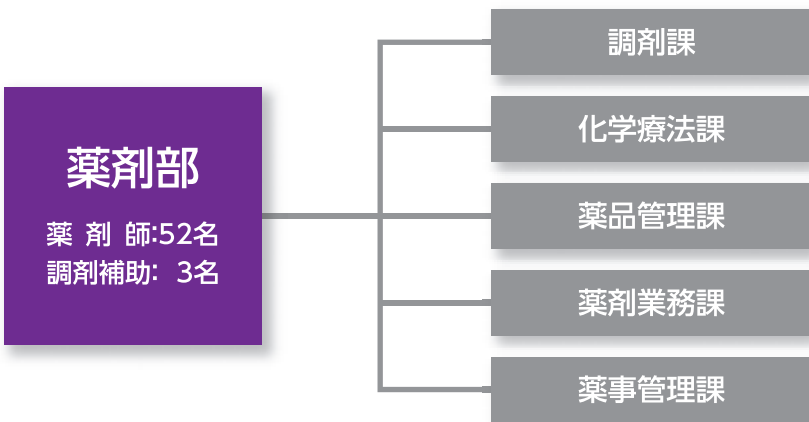 薬剤部
薬 剤 師:52名
調剤補助: 3名
調剤課
化学療法課
薬品管理課
薬剤業務課
薬事管理課